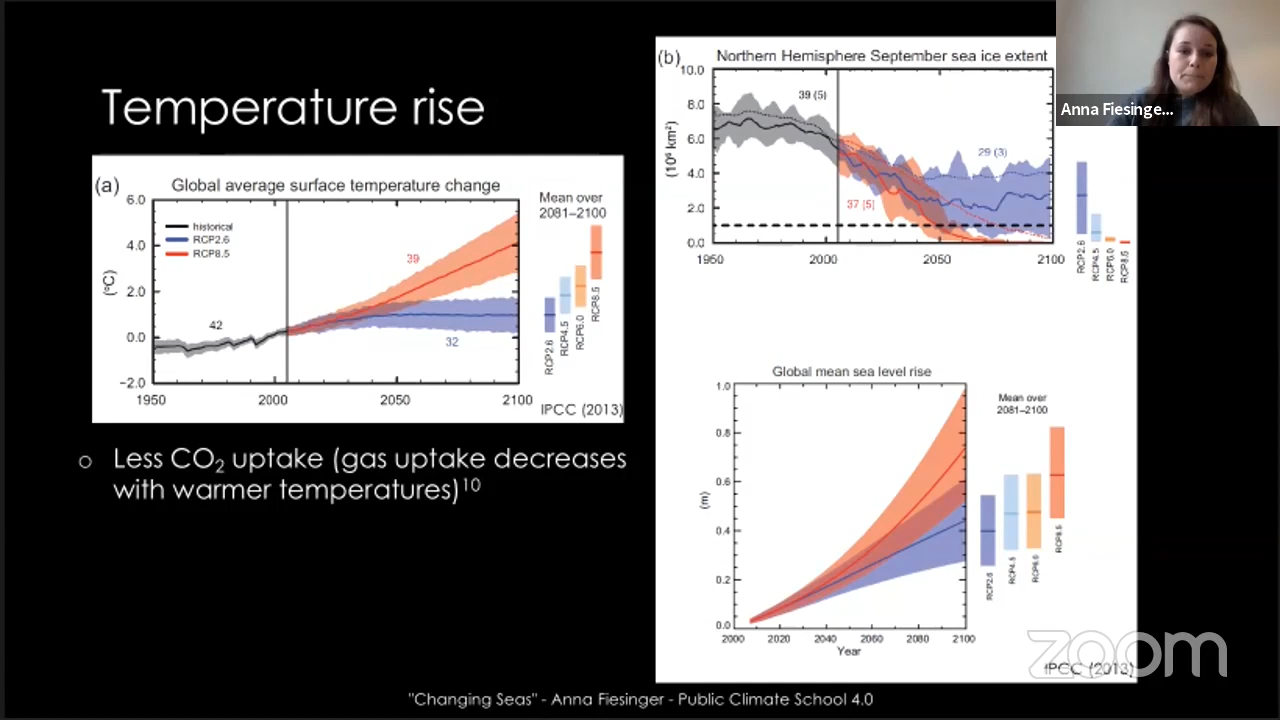 Temperature rise
(a)
Global average surface temperature change
Mean over
2081–2100
6.0
4.0
2.0
0.0
−2.0
(°C)
historical
RCP2.6
RCP8.5
42
39
32
1950
2000
2050
2100
RCP2.6
RCP4.5
RCP6.0
RCP8.5
IPCC (2013)
o Less CO₂ uptake (gas uptake decreases
with warmer temperatures)¹⁰
(b)
Northern Hemisphere September sea ice extent
10.0
8.0
6.0
4.0
2.0
0.0
(10⁶ km²)
39 (5)
29 (3)
37 (5)
1950
2000
2050
2100
RCP2.6
RCP4.5
RCP6.0
RCP8.5
Anna Fiesinge...
Global mean sea level rise
Mean over
2081–2100
1.0
0.8
0.6
0.4
0.2
0.0
(m)
2000
2020
2040
2060
2080
2100
Year
RCP2.6
RCP4.5
RCP6.0
RCP8.5
IPCC (2013)
zoom
"Changing Seas" - Anna Fiesinger - Public Climate School 4.0